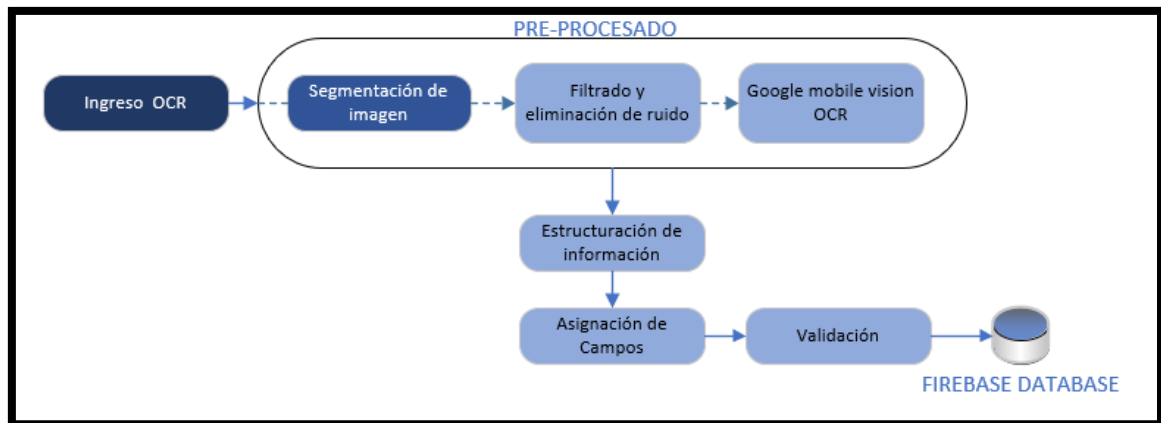 PRE-PROCESADO
Ingreso OCR
Segmentación de
imagen
Filtrado y
eliminación de ruido
Google mobile vision
OCR
Estructuración de
información
Asignación de
Campos
Validación
FIREBASE DATABASE